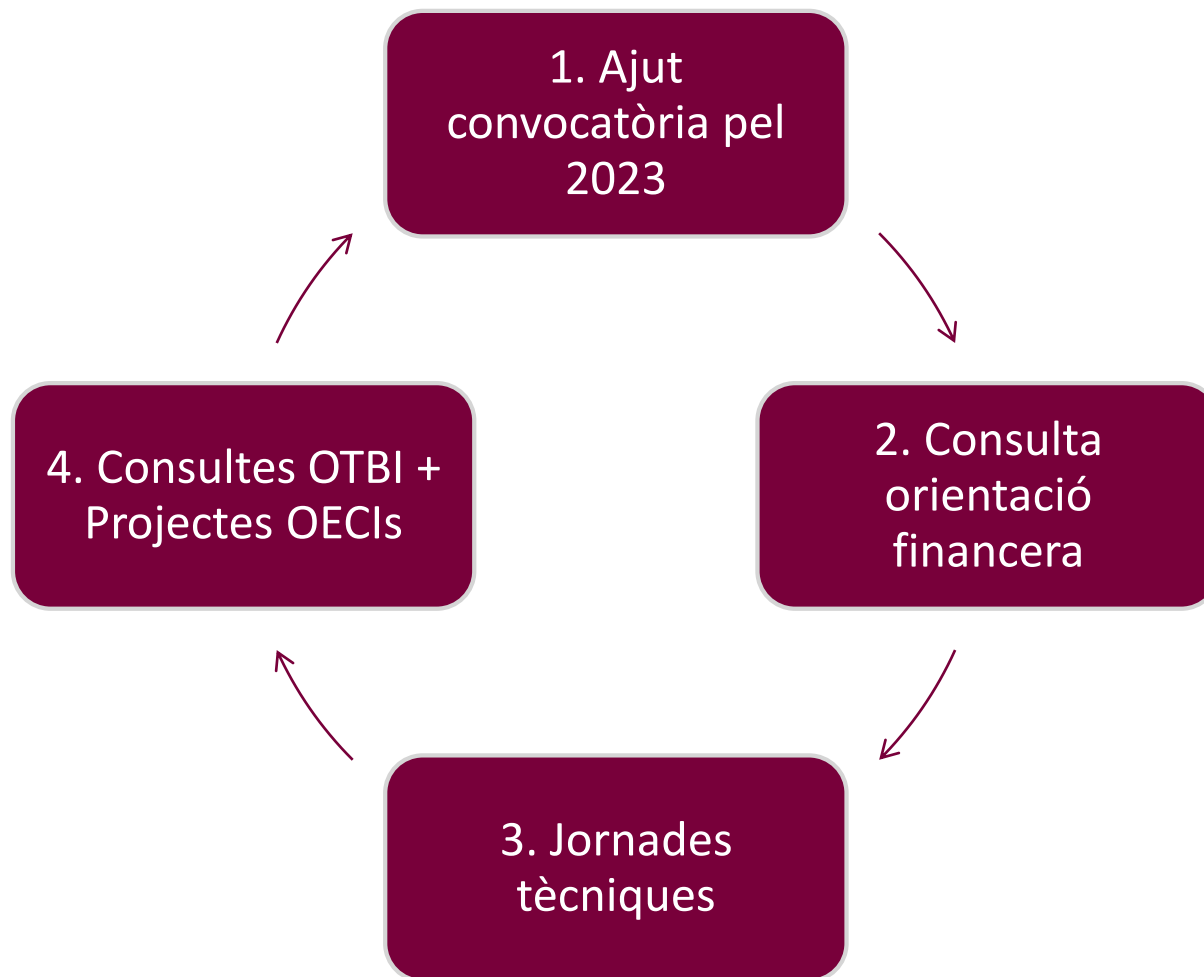 1. Ajut
convocatòria pel
2023
2. Consulta
orientació
financera
3. Jornades
tècniques
4. Consultes OTBI +
Projectes OECIs